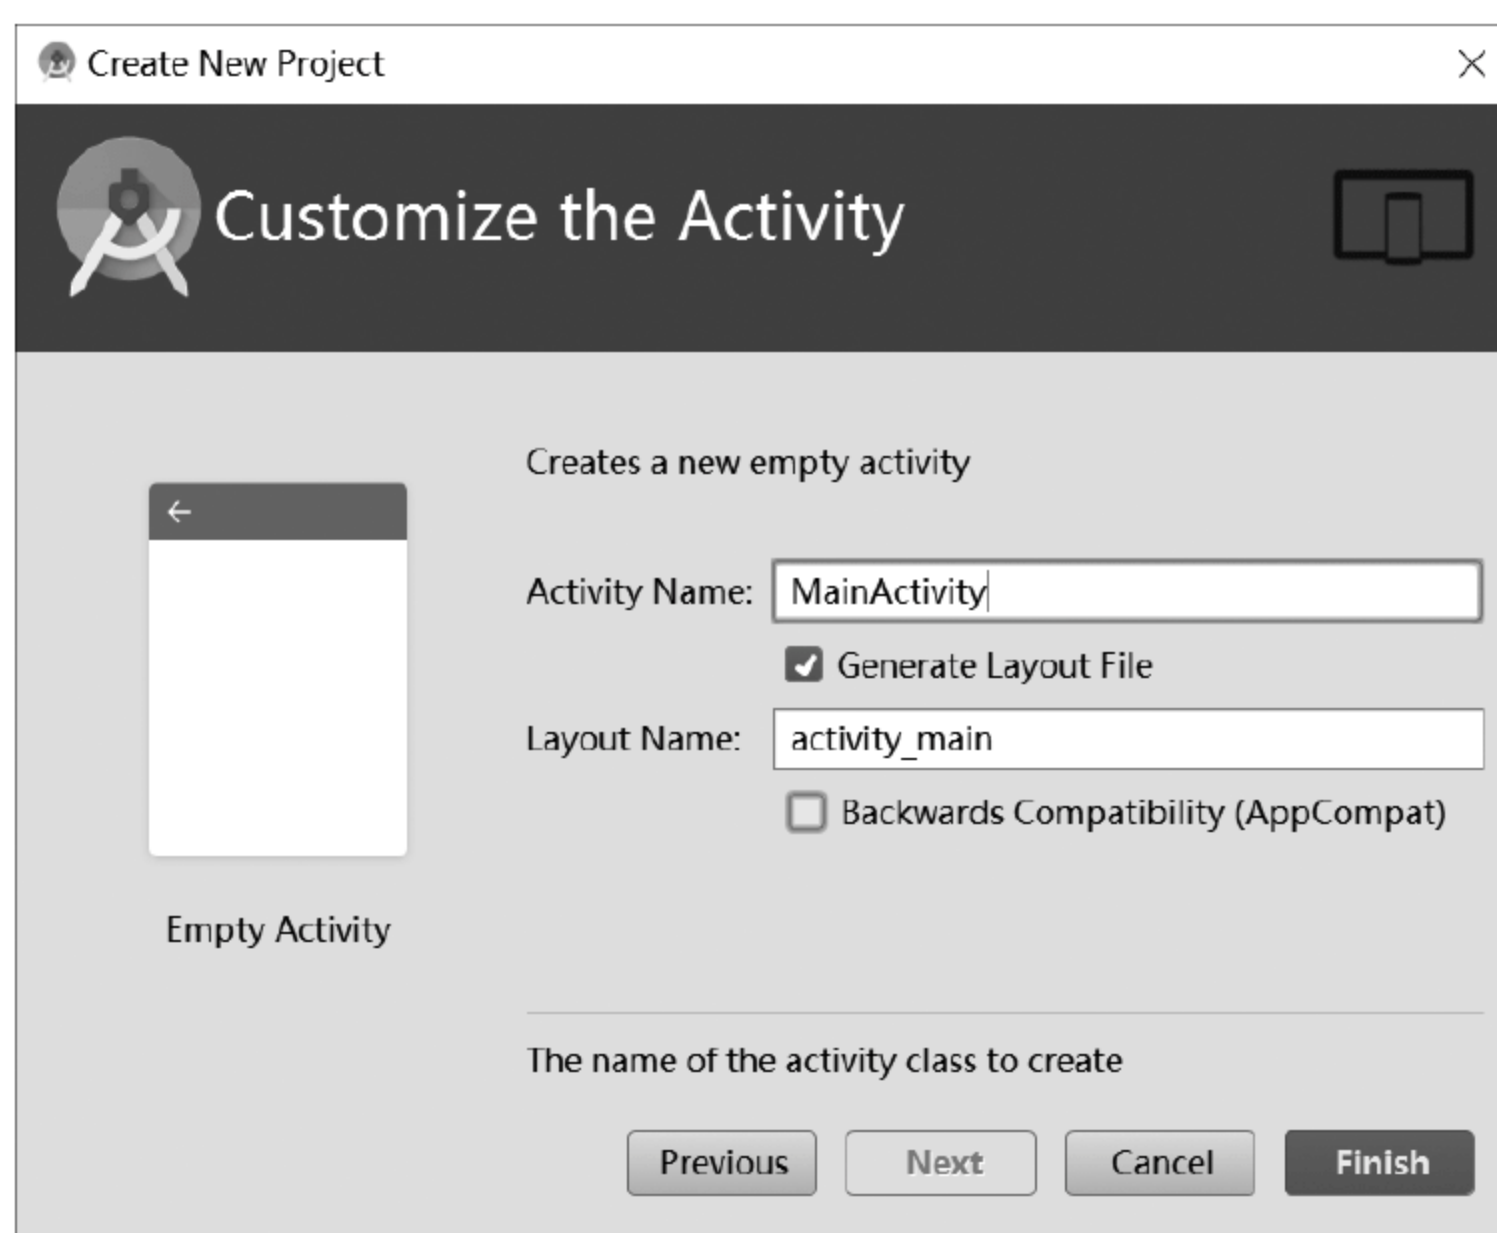 Create New Project
Customize the Activity
Creates a new empty activity
Activity Name: MainActivity
Generate Layout File
Layout Name: activity_main
Backwards Compatibility (AppCompat)
Empty Activity
The name of the activity class to create
Previous Next Cancel Finish